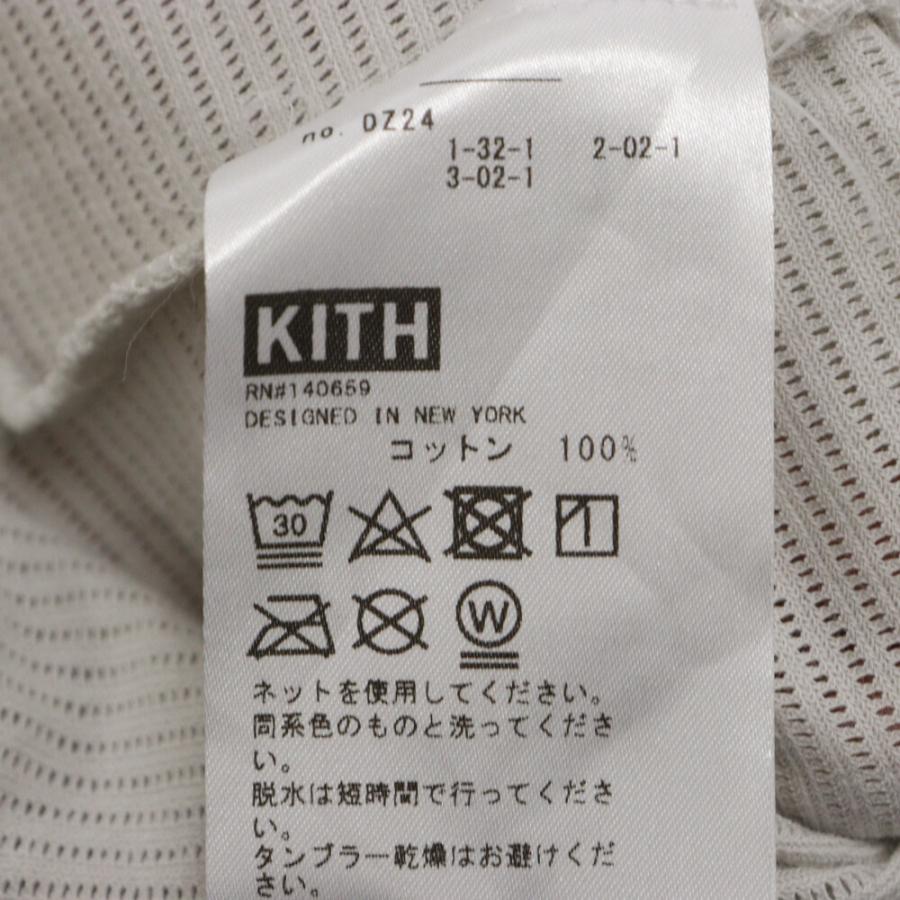 no. DZ24
1-32-1 2-02-1
3-02-1
KITH
RN#140659
DESIGNED IN NEW YORK
コットン 100%
30
W
ネットを使用してください。
同系色のものと洗ってくださ
い。
脱水は短時間で行ってくださ
い。
タンブラー乾燥はお避けくだ
さい。